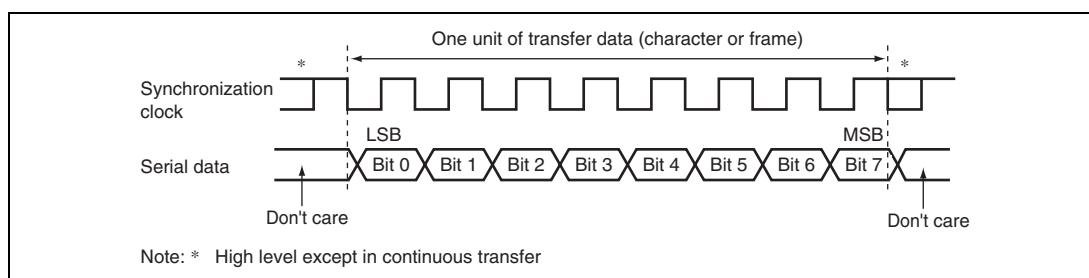 One unit of transfer data (character or frame)
* *
Synchronization
clock
LSB MSB
Serial data Bit 0 Bit 1 Bit 2 Bit 3 Bit 4 Bit 5 Bit 6 Bit 7
Don't care Don't care
Note: * High level except in continuous transfer